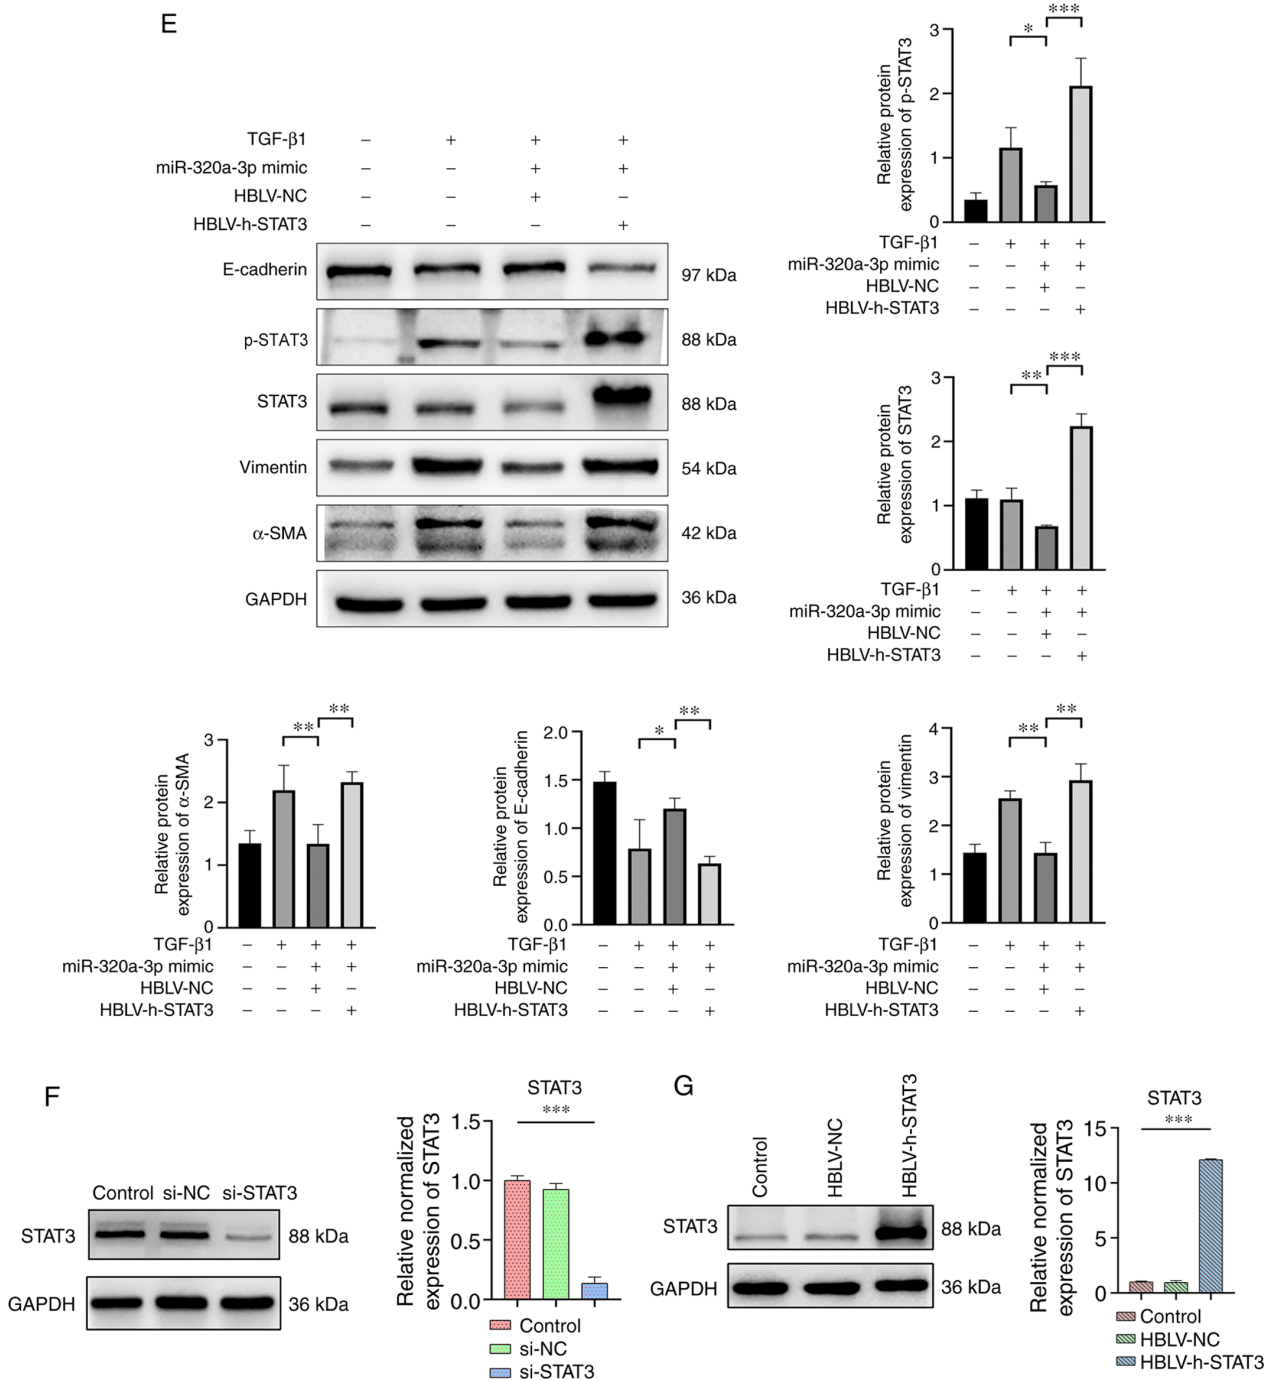 E
TGF-β1 – + + +
miR-320a-3p mimic – – + +
HBLV-NC – – + –
HBLV-h-STAT3 – – – +
E-cadherin 97 kDa
p-STAT3 88 kDa
STAT3 88 kDa
Vimentin 54 kDa
α-SMA 42 kDa
GAPDH 36 kDa
Relative protein
expression of p-STAT3
3
2
1
0
* ***
TGF-β1 – + + +
miR-320a-3p mimic – – + +
HBLV-NC – – + –
HBLV-h-STAT3 – – – +
Relative protein
expression of STAT3
3
2
1
0
** ***
TGF-β1 – + + +
miR-320a-3p mimic – – + +
HBLV-NC – – + –
HBLV-h-STAT3 – – – +
Relative protein
expression of α-SMA
3
2
1
0
** **
TGF-β1 – + + +
miR-320a-3p mimic – – + +
HBLV-NC – – + –
HBLV-h-STAT3 – – – +
Relative protein
expression of E-cadherin
2.0
1.5
1.0
0.5
0.0
* **
TGF-β1 – + + +
miR-320a-3p mimic – – + +
HBLV-NC – – + –
HBLV-h-STAT3 – – – +
Relative protein
expression of vimentin
4
3
2
1
0
** **
TGF-β1 – + + +
miR-320a-3p mimic – – + +
HBLV-NC – – + –
HBLV-h-STAT3 – – – +
F
Control si-NC si-STAT3
STAT3 88 kDa
GAPDH 36 kDa
STAT3
***
Relative normalized
expression of STAT3
1.5
1.0
0.5
0.0
Control
si-NC
si-STAT3
G
Control
HBLV-NC
HBLV-h-STAT3
STAT3 88 kDa
GAPDH 36 kDa
STAT3
***
Relative normalized
expression of STAT3
15
10
5
0
Control
HBLV-NC
HBLV-h-STAT3